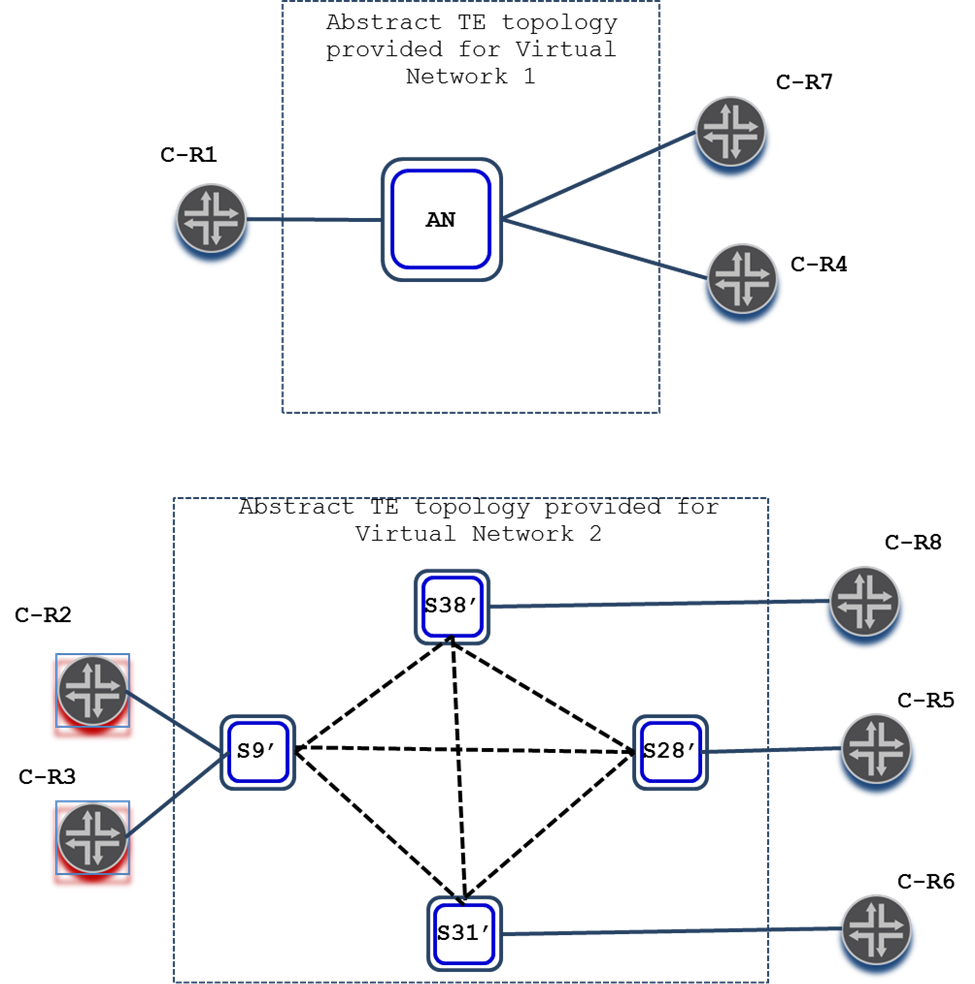 Abstract TE topology
provided for Virtual
Network 1
C-R7
C-R1
AN
C-R4
Abstract TE topology provided for
Virtual Network 2
C-R8
S38′
C-R2
C-R5
S9′
S28′
C-R3
C-R6
S31′